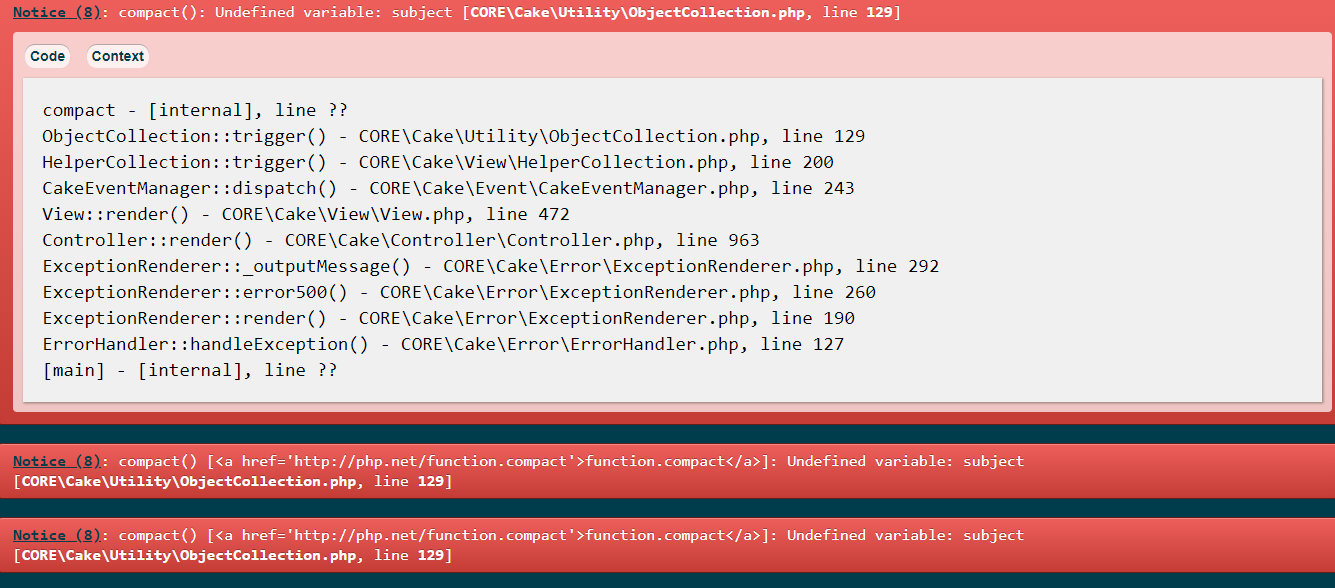 Notice (8): compact(): Undefined variable: subject [CORE\Cake\Utility\ObjectCollection.php, line 129]
Code Context
compact - [internal], line ??
ObjectCollection::trigger() - CORE\Cake\Utility\ObjectCollection.php, line 129
HelperCollection::trigger() - CORE\Cake\View\HelperCollection.php, line 200
CakeEventManager::dispatch() - CORE\Cake\Event\CakeEventManager.php, line 243
View::render() - CORE\Cake\View\View.php, line 472
Controller::render() - CORE\Cake\Controller\Controller.php, line 963
ExceptionRenderer::_outputMessage() - CORE\Cake\Error\ExceptionRenderer.php, line 292
ExceptionRenderer::error500() - CORE\Cake\Error\ExceptionRenderer.php, line 260
ExceptionRenderer::render() - CORE\Cake\Error\ExceptionRenderer.php, line 190
ErrorHandler::handleException() - CORE\Cake\Error\ErrorHandler.php, line 127
[main] - [internal], line ??
Notice (8): compact() [<a href='http://php.net/function.compact'>function.compact</a>]: Undefined variable: subject
[CORE\Cake\Utility\ObjectCollection.php, line 129]
Notice (8): compact() [<a href='http://php.net/function.compact'>function.compact</a>]: Undefined variable: subject
[CORE\Cake\Utility\ObjectCollection.php, line 129]